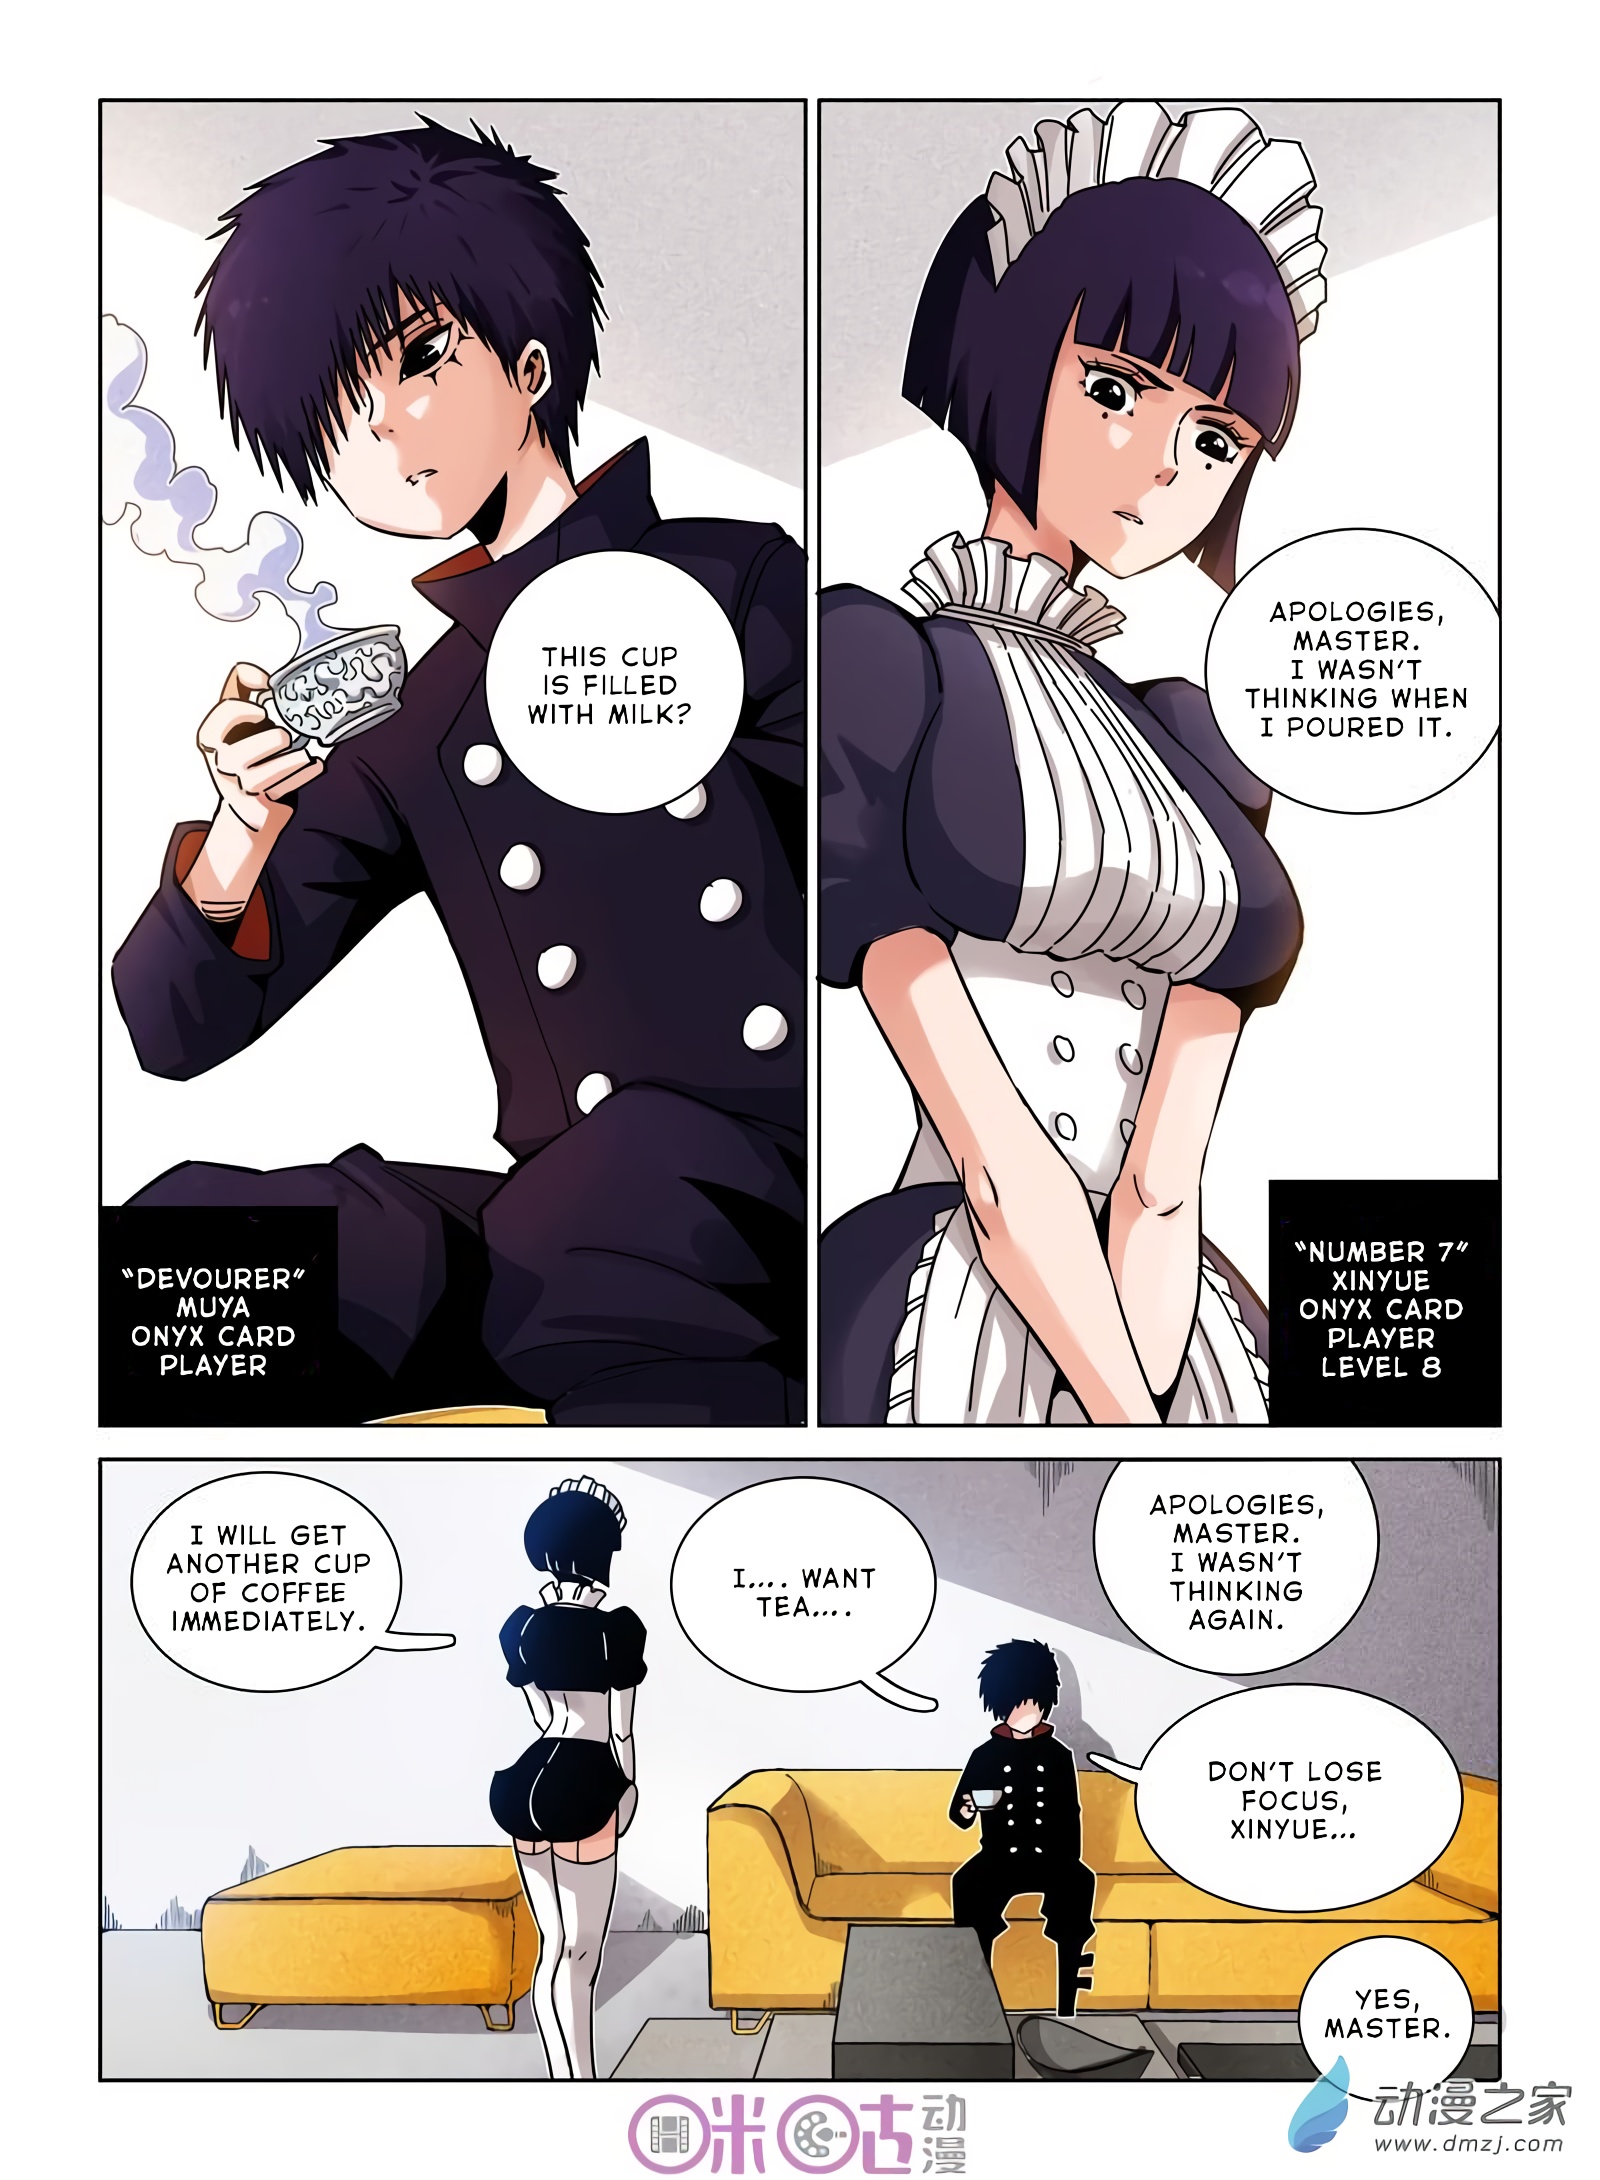 THIS CUP
IS FILLED
WITH MILK?
APOLOGIES,
MASTER.
I WASN'T
THINKING WHEN
I POURED IT.
"DEVOURER"
MUYA
ONYX CARD
PLAYER
"NUMBER 7"
XINYUE
ONYX CARD
PLAYER
LEVEL 8
I WILL GET
ANOTHER CUP
OF COFFEE
IMMEDIATELY.
I.... WANT
TEA....
APOLOGIES,
MASTER.
I WASN'T
THINKING
AGAIN.
DON'T LOSE
FOCUS,
XINYUE...
YES,
MASTER.
咪咕动漫
动漫之家
www.dmzj.com